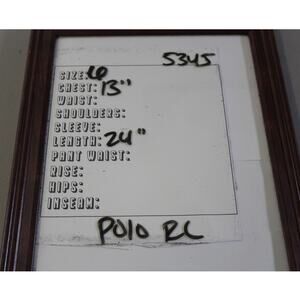 5345
SIZE: 6
CHEST: 13"
WAIST:
SHOULDERS:
SLEEVE:
LENGTH: 24"
PANT WAIST:
RISE:
HIPS:
INSEAM:
POLO RL